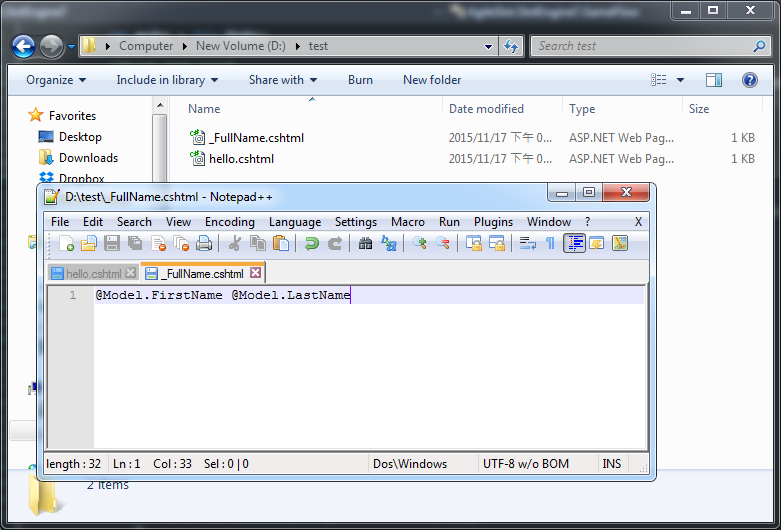 Computer New Volume (D:) test
Search test
Organize Include in library Share with Burn New folder
Favorites
Desktop
Downloads
Dropbox
Name Date modified Type Size
_FullName.cshtml 2015/11/17 下午 0... ASP.NET Web Pag... 1 KB
hello.cshtml 2015/11/17 下午 0... ASP.NET Web Pag... 1 KB
D:\test\_FullName.cshtml - Notepad++
File Edit Search View Encoding Language Settings Macro Run Plugins Window ? X
hello.cshtml _FullName.cshtml
1 @Model.FirstName @Model.LastName
length : 32 Ln : 1 Col : 33 Sel : 0 | 0 Dos\Windows UTF-8 w/o BOM INS
2 items